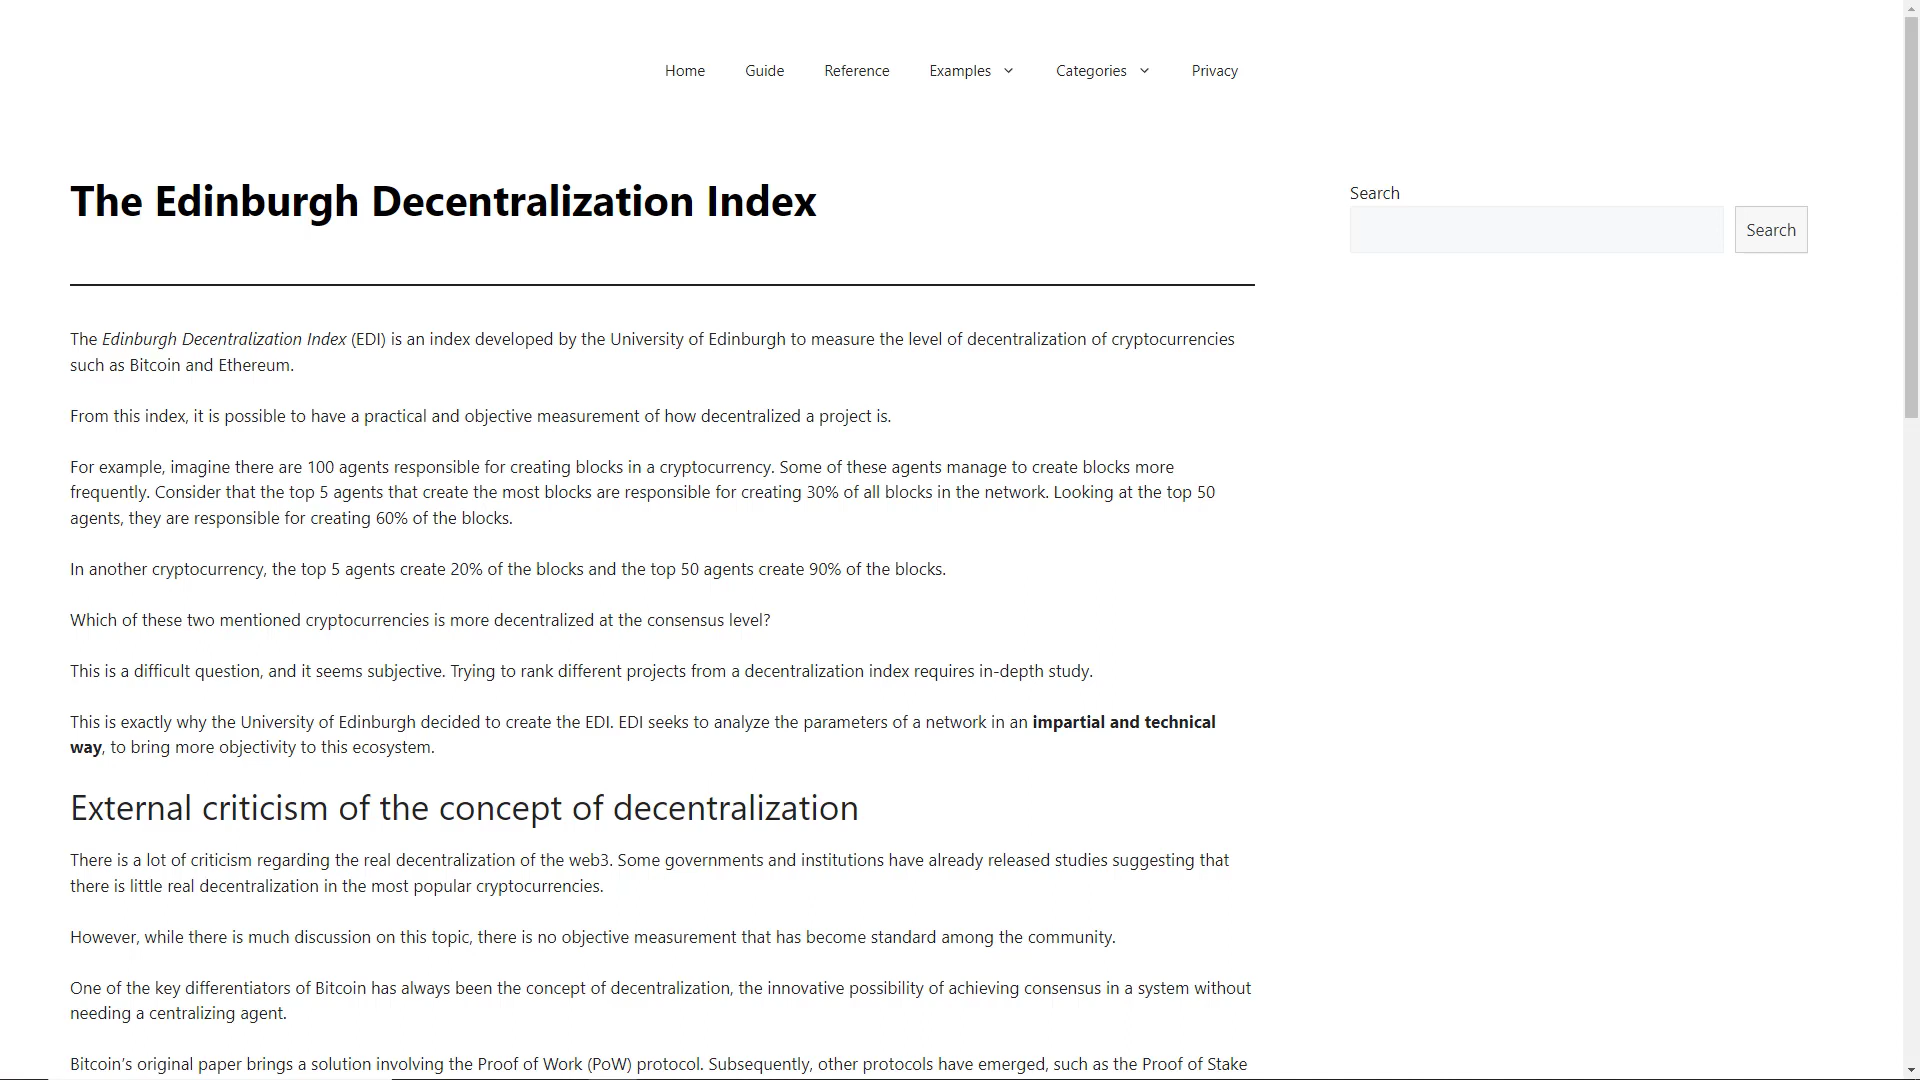 Home Guide Reference Examples Categories Privacy
The Edinburgh Decentralization Index
Search
Search
The Edinburgh Decentralization Index (EDI) is an index developed by the University of Edinburgh to measure the level of decentralization of cryptocurrencies
such as Bitcoin and Ethereum.
From this index, it is possible to have a practical and objective measurement of how decentralized a project is.
For example, imagine there are 100 agents responsible for creating blocks in a cryptocurrency. Some of these agents manage to create blocks more
frequently. Consider that the top 5 agents that create the most blocks are responsible for creating 30% of all blocks in the network. Looking at the top 50
agents, they are responsible for creating 60% of the blocks.
In another cryptocurrency, the top 5 agents create 20% of the blocks and the top 50 agents create 90% of the blocks.
Which of these two mentioned cryptocurrencies is more decentralized at the consensus level?
This is a difficult question, and it seems subjective. Trying to rank different projects from a decentralization index requires in-depth study.
This is exactly why the University of Edinburgh decided to create the EDI. EDI seeks to analyze the parameters of a network in an impartial and technical
way, to bring more objectivity to this ecosystem.
External criticism of the concept of decentralization
There is a lot of criticism regarding the real decentralization of the web3. Some governments and institutions have already released studies suggesting that
there is little real decentralization in the most popular cryptocurrencies.
However, while there is much discussion on this topic, there is no objective measurement that has become standard among the community.
One of the key differentiators of Bitcoin has always been the concept of decentralization, the innovative possibility of achieving consensus in a system without
needing a centralizing agent.
Bitcoin's original paper brings a solution involving the Proof of Work (PoW) protocol. Subsequently, other protocols have emerged, such as the Proof of Stake